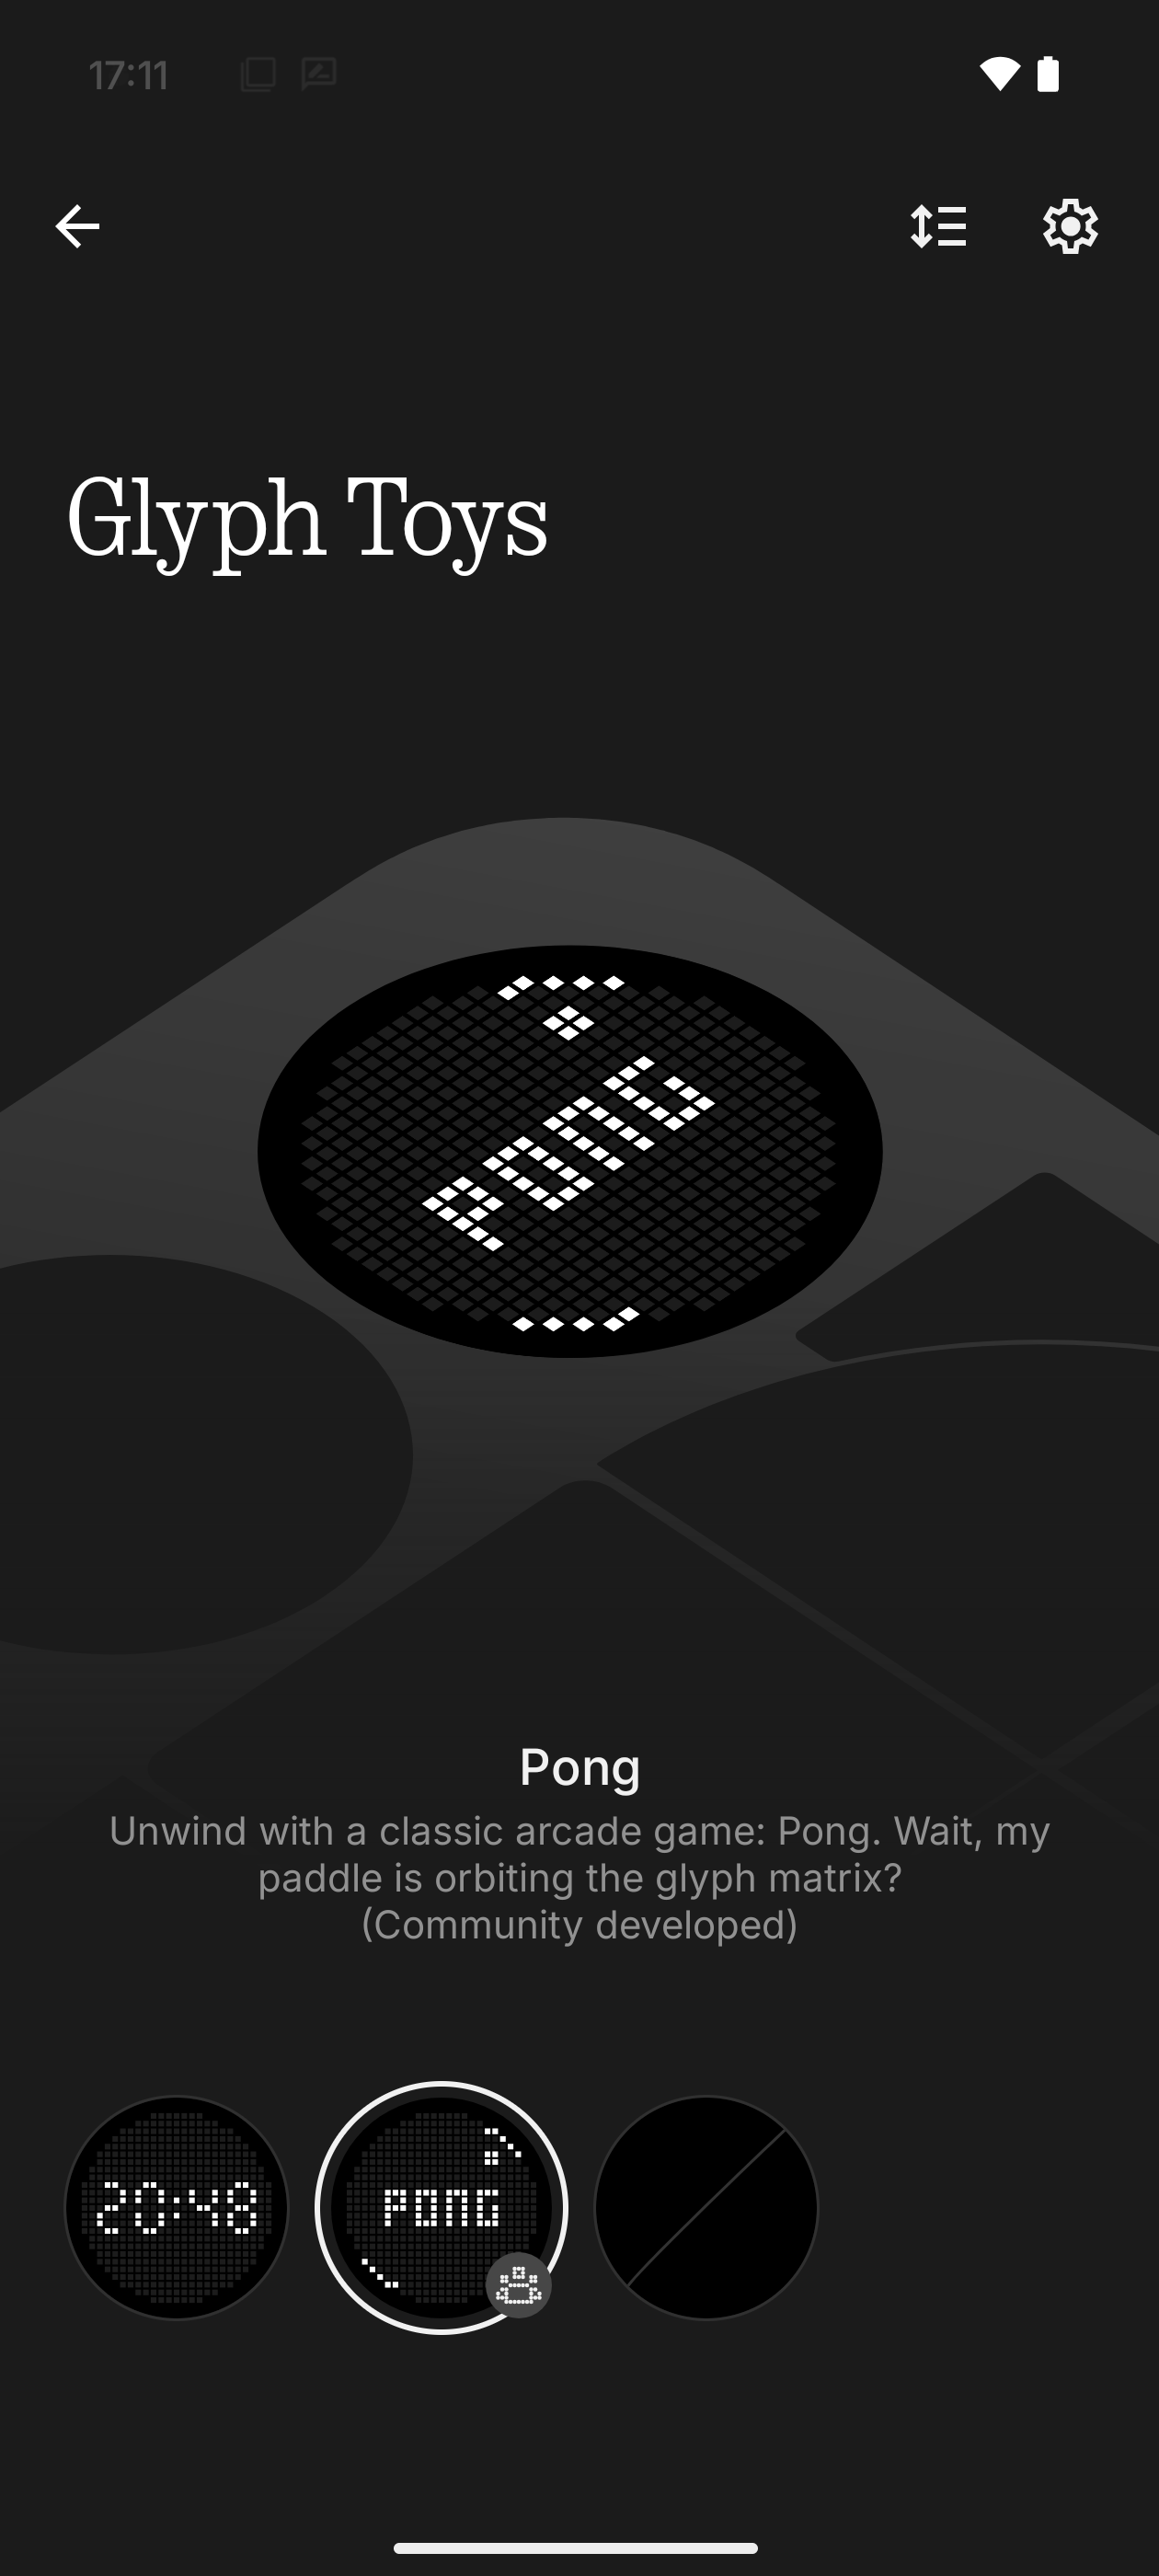 17:11
Glyph Toys
PONG
Pong
Unwind with a classic arcade game: Pong. Wait, my
paddle is orbiting the glyph matrix?
(Community developed)
20:48
PONG